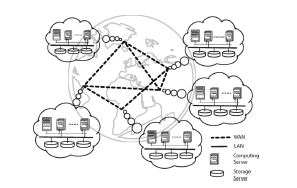 WAN
LAN
Computing
Server
Storage
Server